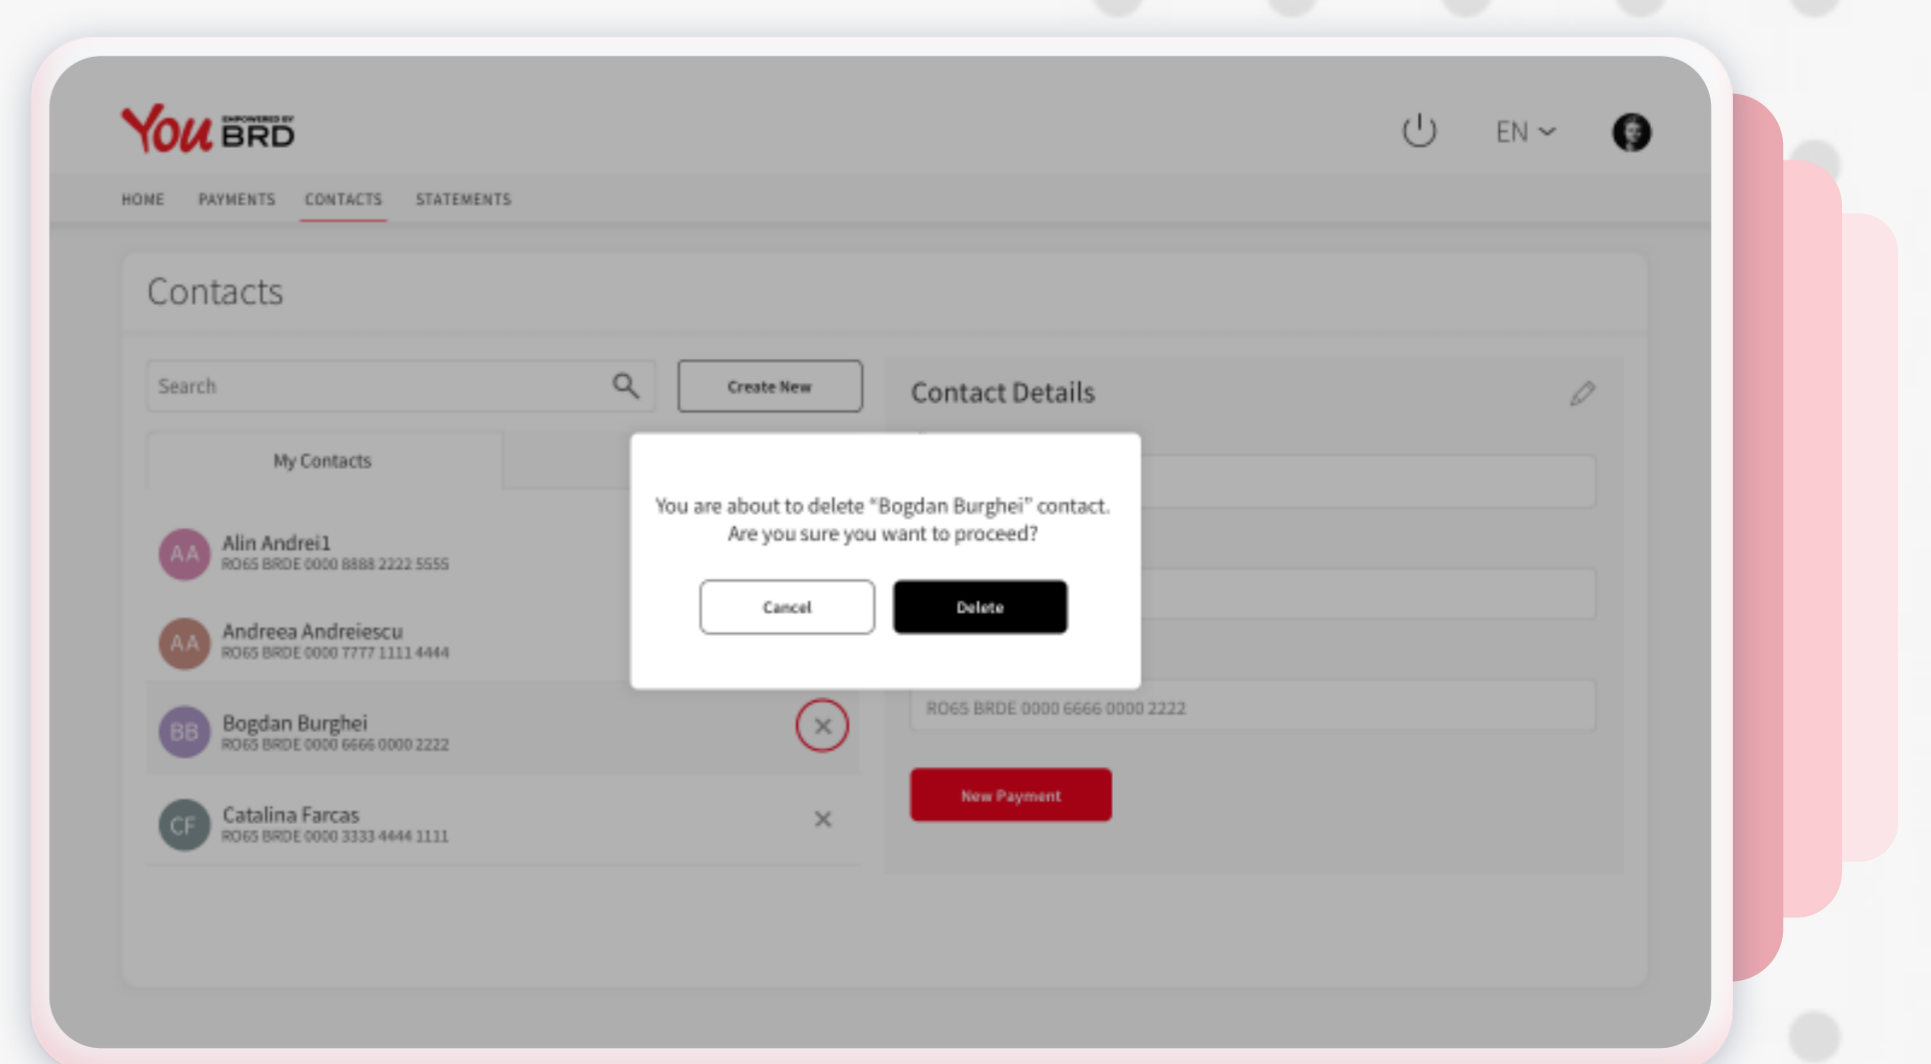 You EMPOWERED BY
BRD
EN
HOME PAYMENTS CONTACTS STATEMENTS
Contacts
Search
Create New
Contact Details
My Contacts
You are about to delete “Bogdan Burghei” contact.
Are you sure you want to proceed?
Cancel
Delete
AA
Alin Andrei1
RO65 BRDE 0000 8888 2222 5555
AA
Andreea Andreiescu
RO65 BRDE 0000 7777 1111 4444
BB
Bogdan Burghei
RO65 BRDE 0000 6666 0000 2222
CF
Catalina Farcas
RO65 BRDE 0000 3333 4444 1111
RO65 BRDE 0000 6666 0000 2222
New Payment